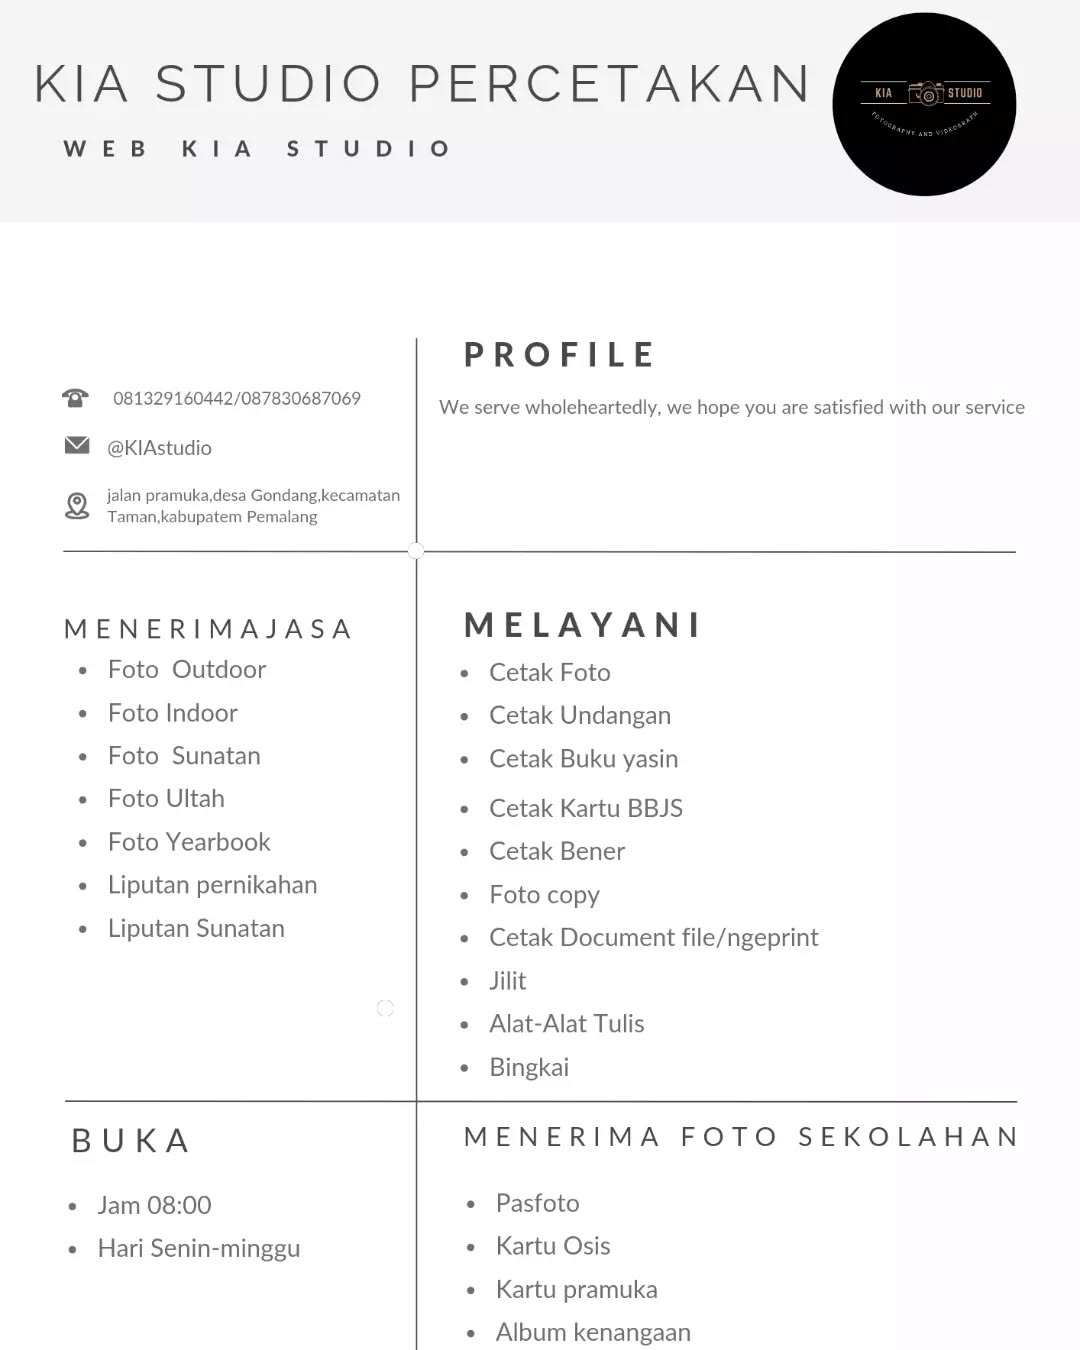 KIA STUDIO PERCETAKAN
WEB KIA STUDIO
KIA STUDIO
FOTOGRAPHY AND VIDEOGRAPH
081329160442/087830687069
@KIAstudio
jalan pramuka,desa Gondang,kecamatan
Taman,kabupatem Pemalang
PROFILE
We serve wholeheartedly, we hope you are satisfied with our service
MENERIMAJASA
Foto  Outdoor
Foto Indoor
Foto  Sunatan
Foto Ultah
Foto Yearbook
Liputan pernikahan
Liputan Sunatan
MELAYANI
Cetak Foto
Cetak Undangan
Cetak Buku yasin
Cetak Kartu BBJS
Cetak Bener
Foto copy
Cetak Document file/ngeprint
Jilit
Alat-Alat Tulis
Bingkai
BUKA
Jam 08:00
Hari Senin-minggu
MENERIMA FOTO SEKOLAHAN
Pasfoto
Kartu Osis
Kartu pramuka
Album kenangaan